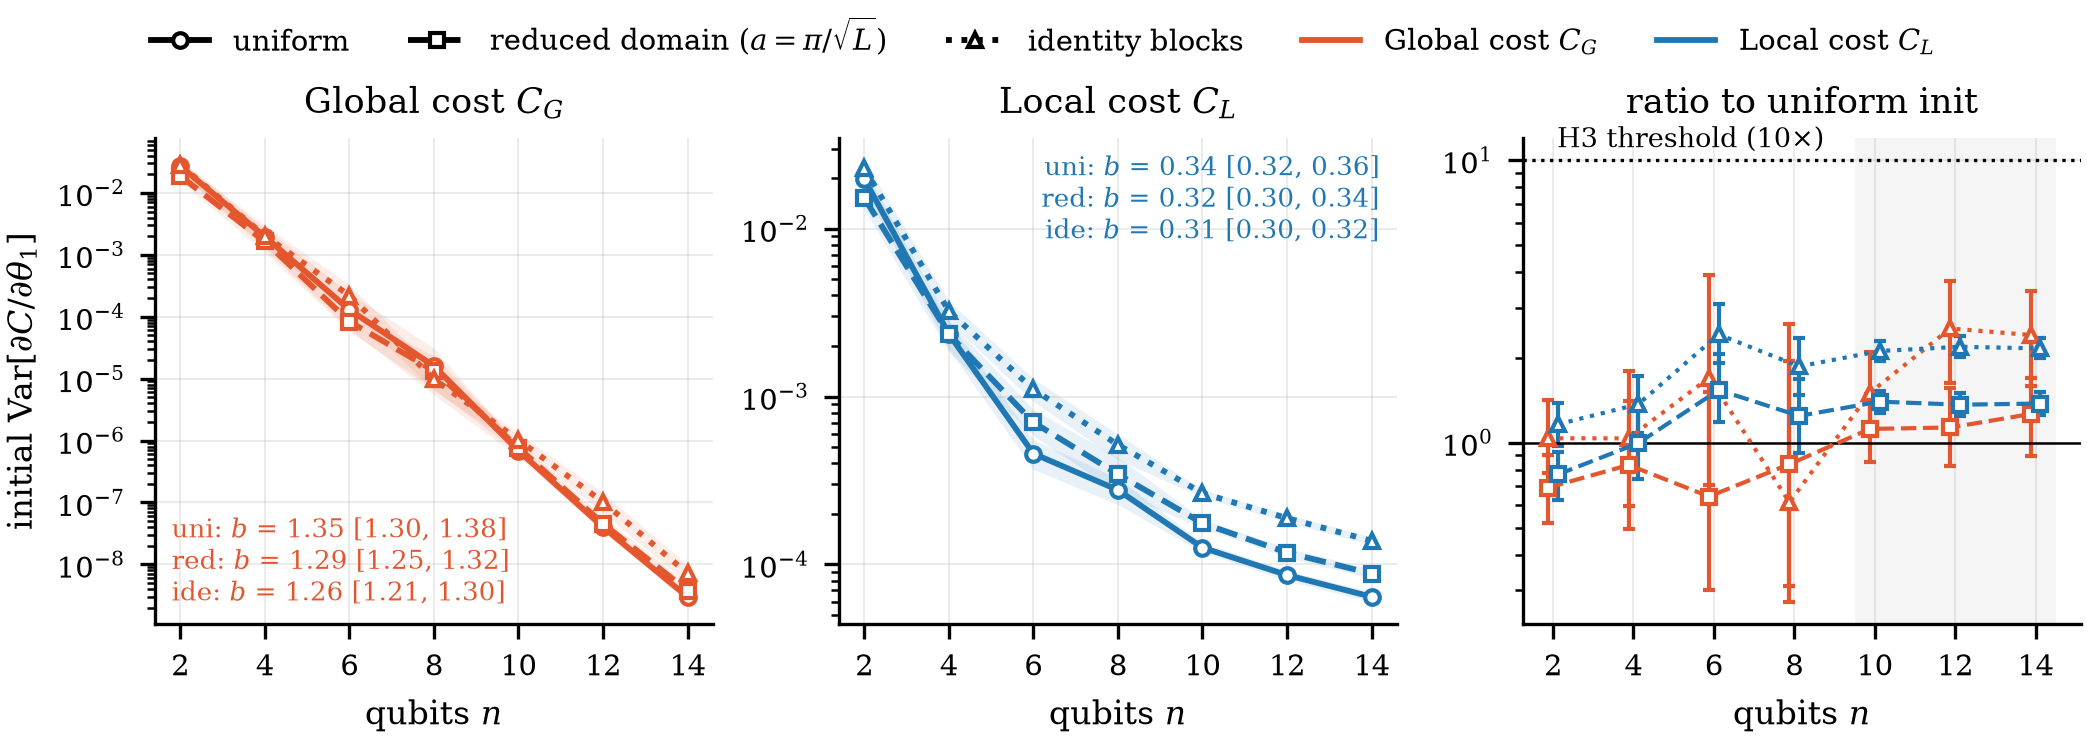 uniform
reduced domain (a = π/√L)
identity blocks
Global cost C_G
Local cost C_L
Global cost C_G
initial Var[∂C/∂θ₁]
10⁻²
10⁻³
10⁻⁴
10⁻⁵
10⁻⁶
10⁻⁷
10⁻⁸
uni: b = 1.35 [1.30, 1.38]
red: b = 1.29 [1.25, 1.32]
ide: b = 1.26 [1.21, 1.30]
2 4 6 8 10 12 14
qubits n
Local cost C_L
10⁻²
10⁻³
10⁻⁴
uni: b = 0.34 [0.32, 0.36]
red: b = 0.32 [0.30, 0.34]
ide: b = 0.31 [0.30, 0.32]
2 4 6 8 10 12 14
qubits n
ratio to uniform init
H3 threshold (10×)
10¹
10⁰
2 4 6 8 10 12 14
qubits n